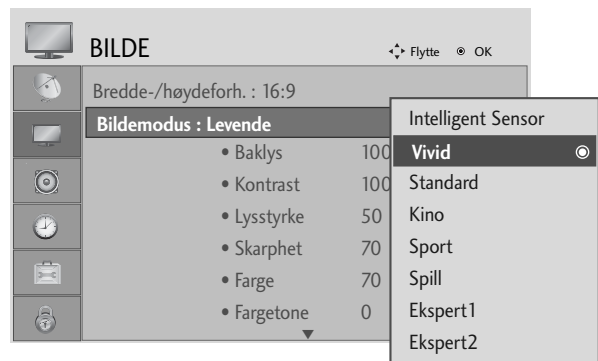 BILDE
Flytte OK
Bredde-/høydeforh. : 16:9
Bildemodus : Levende
• Baklys 100
• Kontrast 100
• Lysstyrke 50
• Skarphet 70
• Farge 70
• Fargetone 0
Intelligent Sensor
Vivid
Standard
Kino
Sport
Spill
Ekspert1
Ekspert2